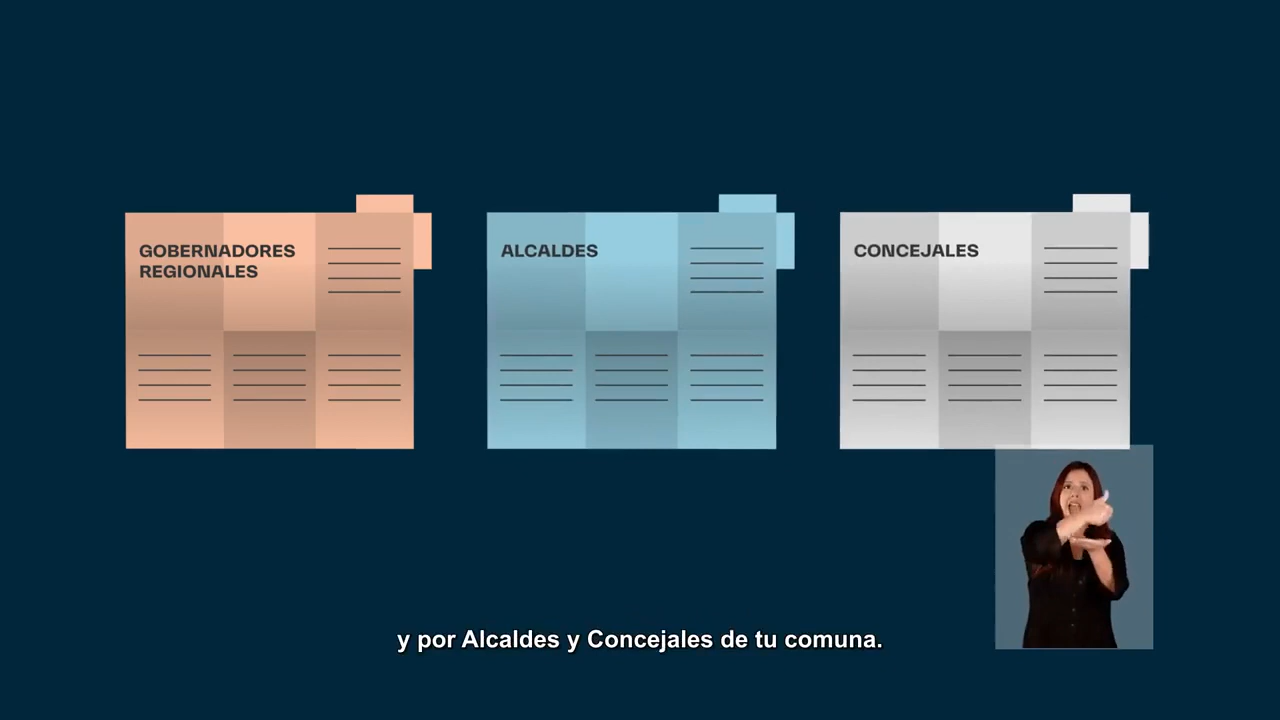 GOBERNADORES
REGIONALES
ALCALDES
CONCEJALES
y por Alcaldes y Concejales de tu comuna.